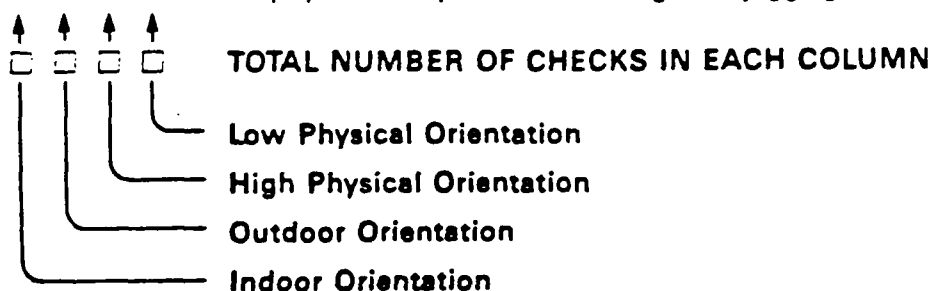 TOTAL NUMBER OF CHECKS IN EACH COLUMN
Low Physical Orientation
High Physical Orientation
Outdoor Orientation
Indoor Orientation